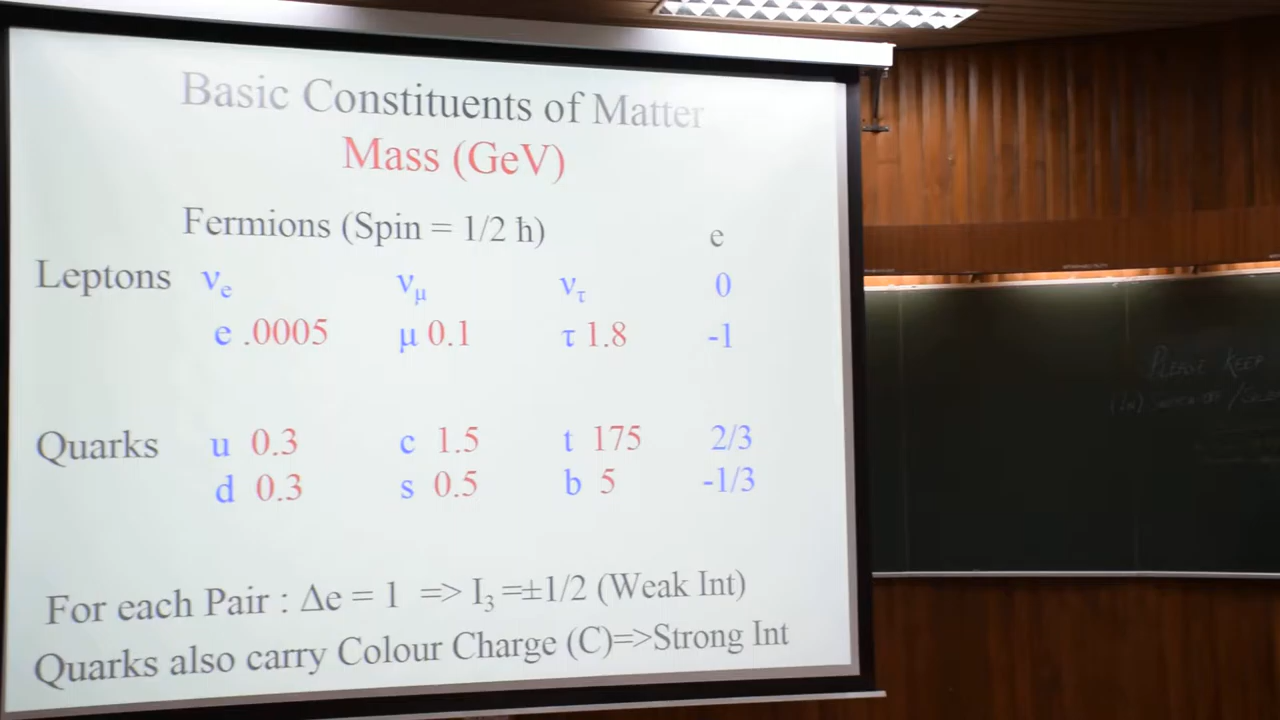 Basic Constituents of Matter
Mass (GeV)
Fermions (Spin = 1/2 ħ) e
Leptons νe νμ ντ 0
e .0005 μ 0.1 τ 1.8 -1
Quarks u 0.3 c 1.5 t 175 2/3
d 0.3 s 0.5 b 5 -1/3
For each Pair : Δe = 1 => I3 =±1/2 (Weak Int)
Quarks also carry Colour Charge (C)=>Strong Int
PLEASE KEEP